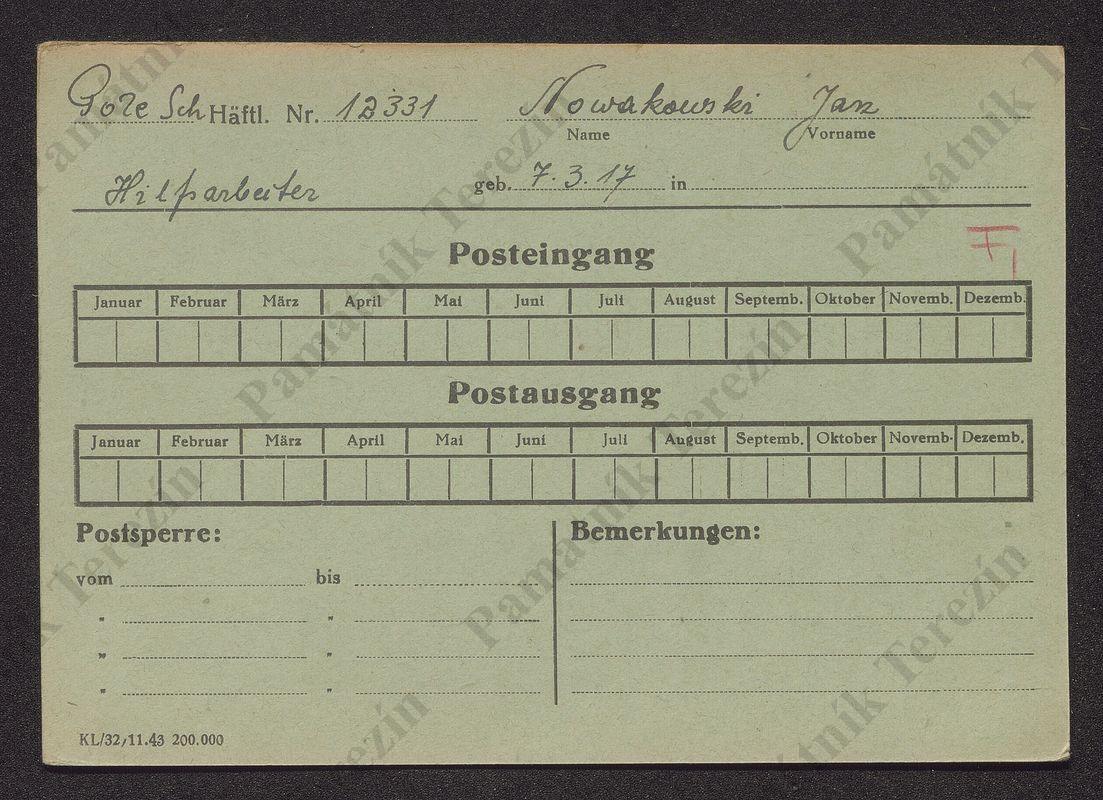 Pole Sch Häftl. Nr. 12331 Nowakowski Jan
Name Vorname
Hilfsarbeiter geb. 7.3.17 in
F1
Posteingang
Januar Februar März April Mai Juni Juli August Septemb. Oktober Novemb. Dezemb.
Postausgang
Januar Februar März April Mai Juni Juli August Septemb. Oktober Novemb. Dezemb.
Postsperre: Bemerkungen:
vom bis
" "
" "
" "
KL/32/11.43 200.000
Památník Terezín